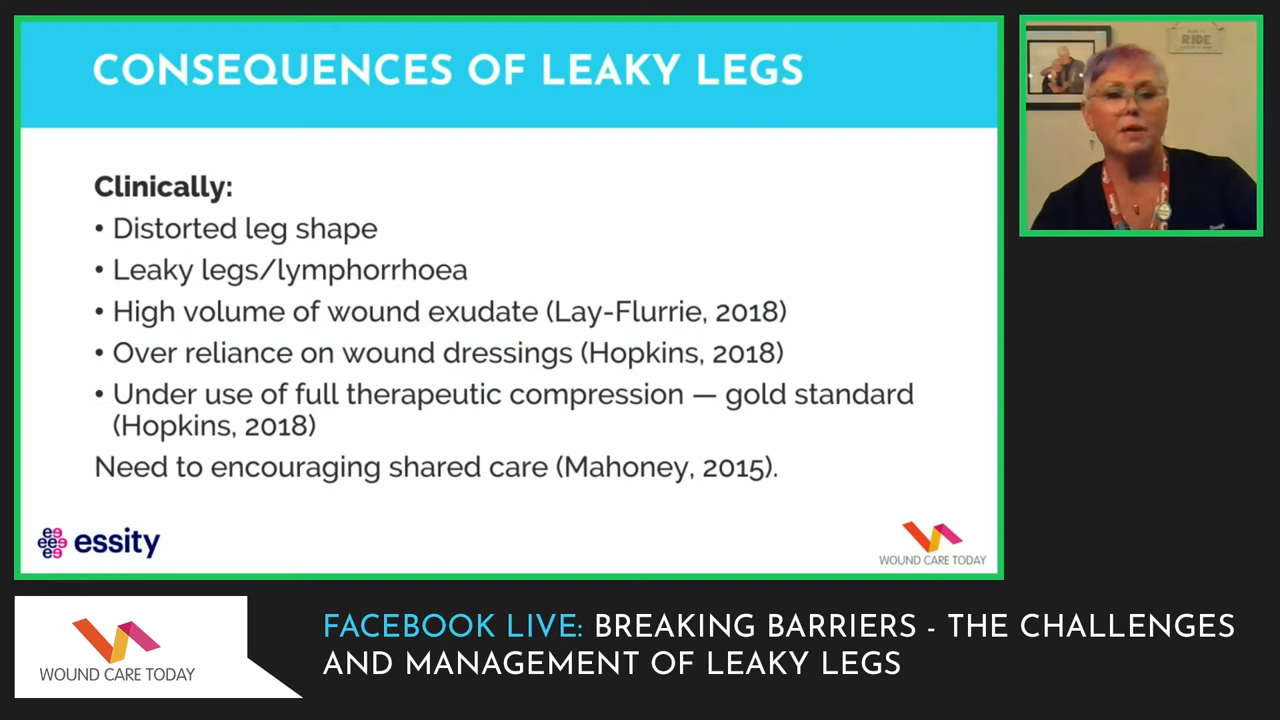 CONSEQUENCES OF LEAKY LEGS
RIDE
Clinically:
• Distorted leg shape
• Leaky legs/lymphorrhoea
• High volume of wound exudate (Lay-Flurrie, 2018)
• Over reliance on wound dressings (Hopkins, 2018)
• Under use of full therapeutic compression — gold standard
(Hopkins, 2018)
Need to encouraging shared care (Mahoney, 2015).
essity
WOUND CARE TODAY
WOUND CARE TODAY
FACEBOOK LIVE: BREAKING BARRIERS - THE CHALLENGES
AND MANAGEMENT OF LEAKY LEGS